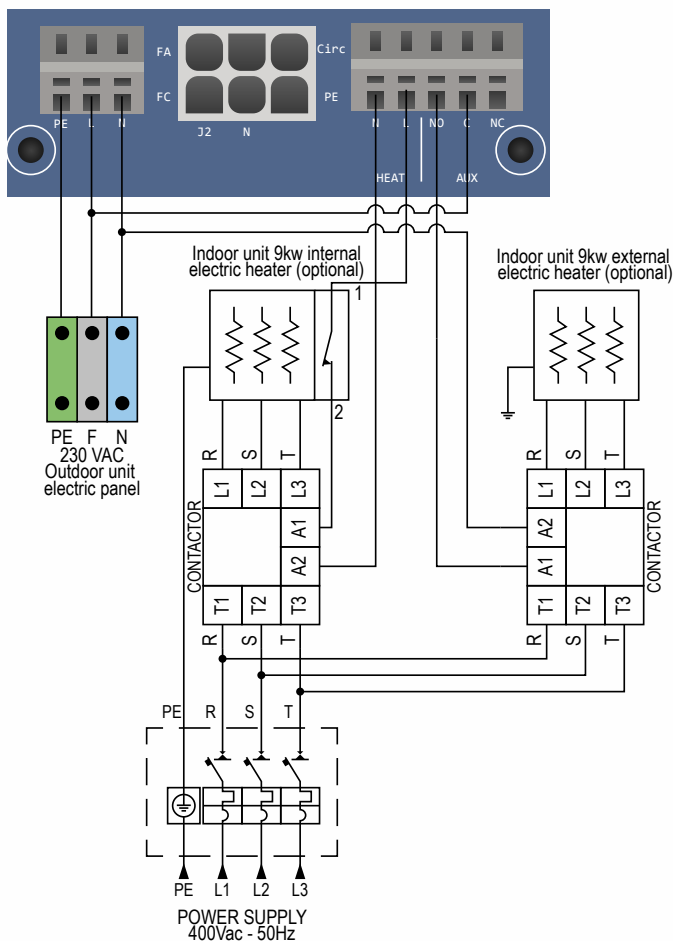 FA
Circ
FC
PE
PE L N
J2 N
N L NO C NC
HEAT AUX
Indoor unit 9kw internal
electric heater (optional)
Indoor unit 9kw external
electric heater (optional)
1
2
PE F N
230 VAC
Outdoor unit
electric panel
R S T
R S T
CONTACTOR
L1 L2 L3
A1
A2
T1 T2 T3
L1 L2 L3
A2
A1
T1 T2 T3
CONTACTOR
R S T
R S T
PE R S T
PE L1 L2 L3
POWER SUPPLY
400Vac - 50Hz